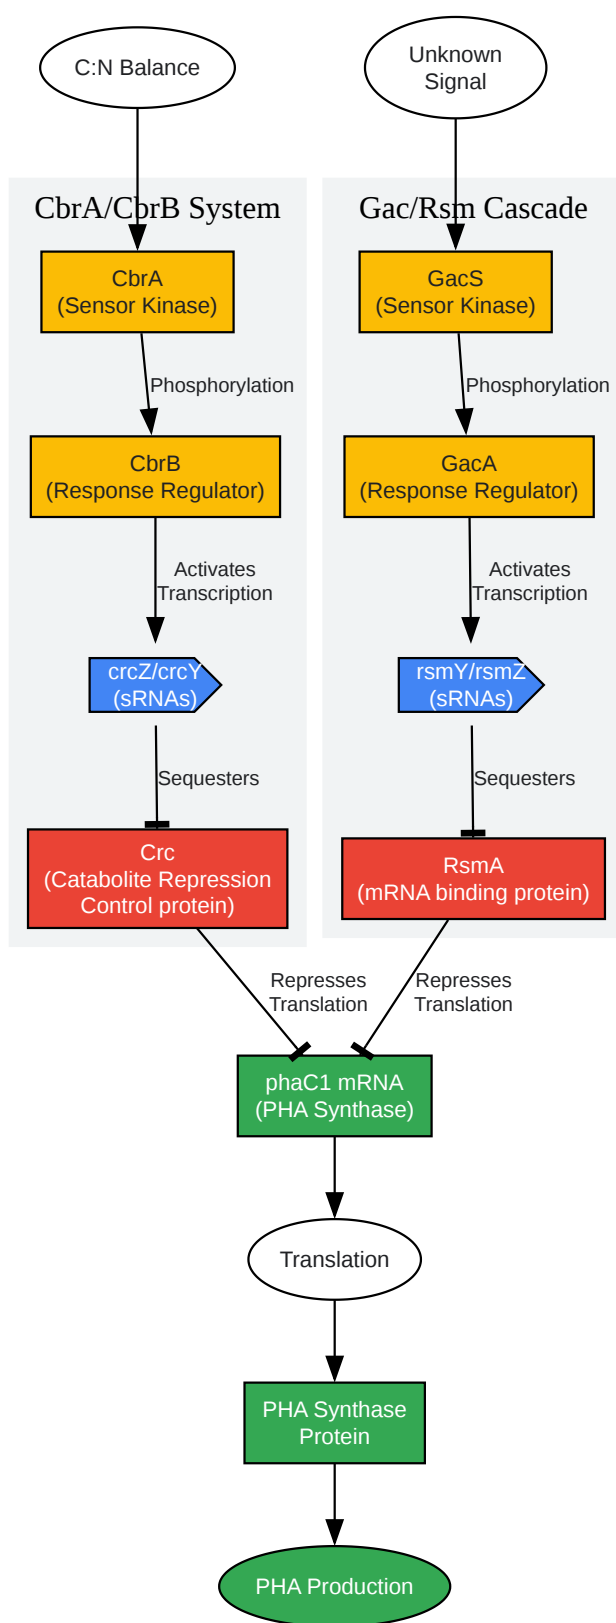 C:N Balance
Unknown
Signal
CbrA/CbrB System
Gac/Rsm Cascade
CbrA
(Sensor Kinase)
GacS
(Sensor Kinase)
Phosphorylation
Phosphorylation
CbrB
(Response Regulator)
GacA
(Response Regulator)
Activates
Transcription
Activates
Transcription
crcZ/crcY
(sRNAs)
rsmY/rsmZ
(sRNAs)
Sequesters
Sequesters
Crc
(Catabolite Repression
Control protein)
RsmA
(mRNA binding protein)
Represses
Translation
Represses
Translation
phaC1 mRNA
(PHA Synthase)
Translation
PHA Synthase
Protein
PHA Production